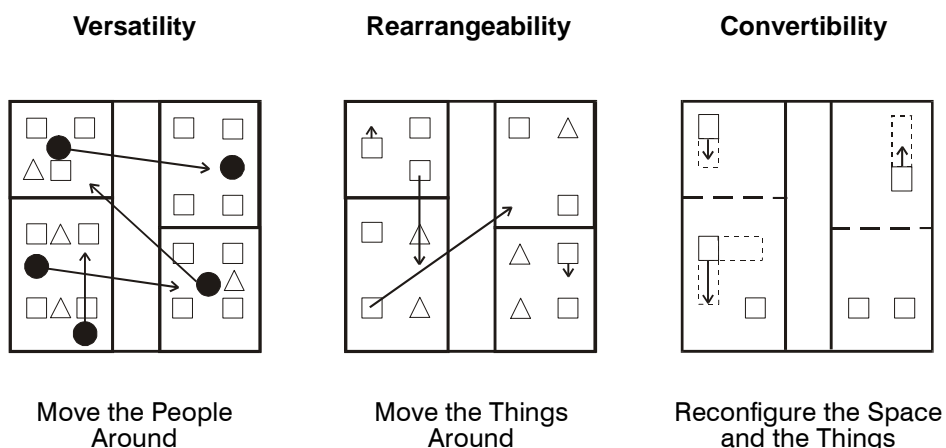 Versatility
Rearrangeability
Convertibility
Move the People
Around
Move the Things
Around
Reconfigure the Space
and the Things